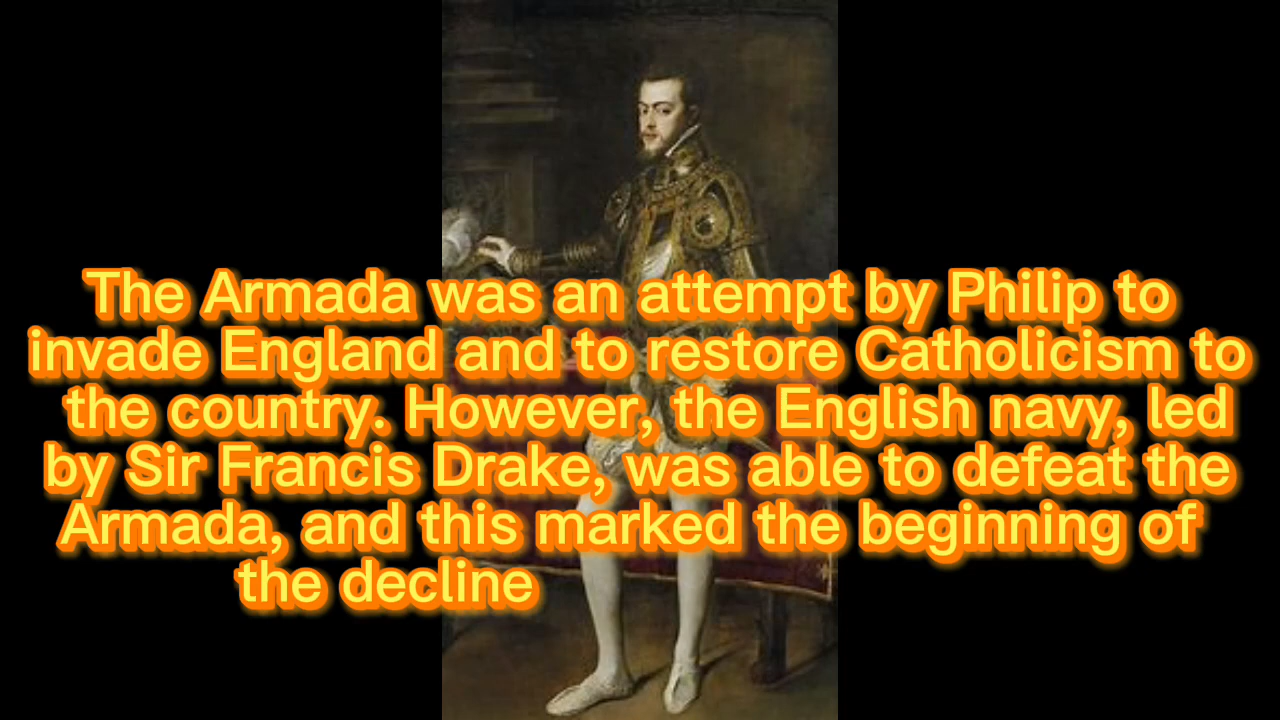 The Armada was an attempt by Philip to
invade England and to restore Catholicism to
the country. However, the English navy, led
by Sir Francis Drake, was able to defeat the
Armada, and this marked the beginning of
the decline